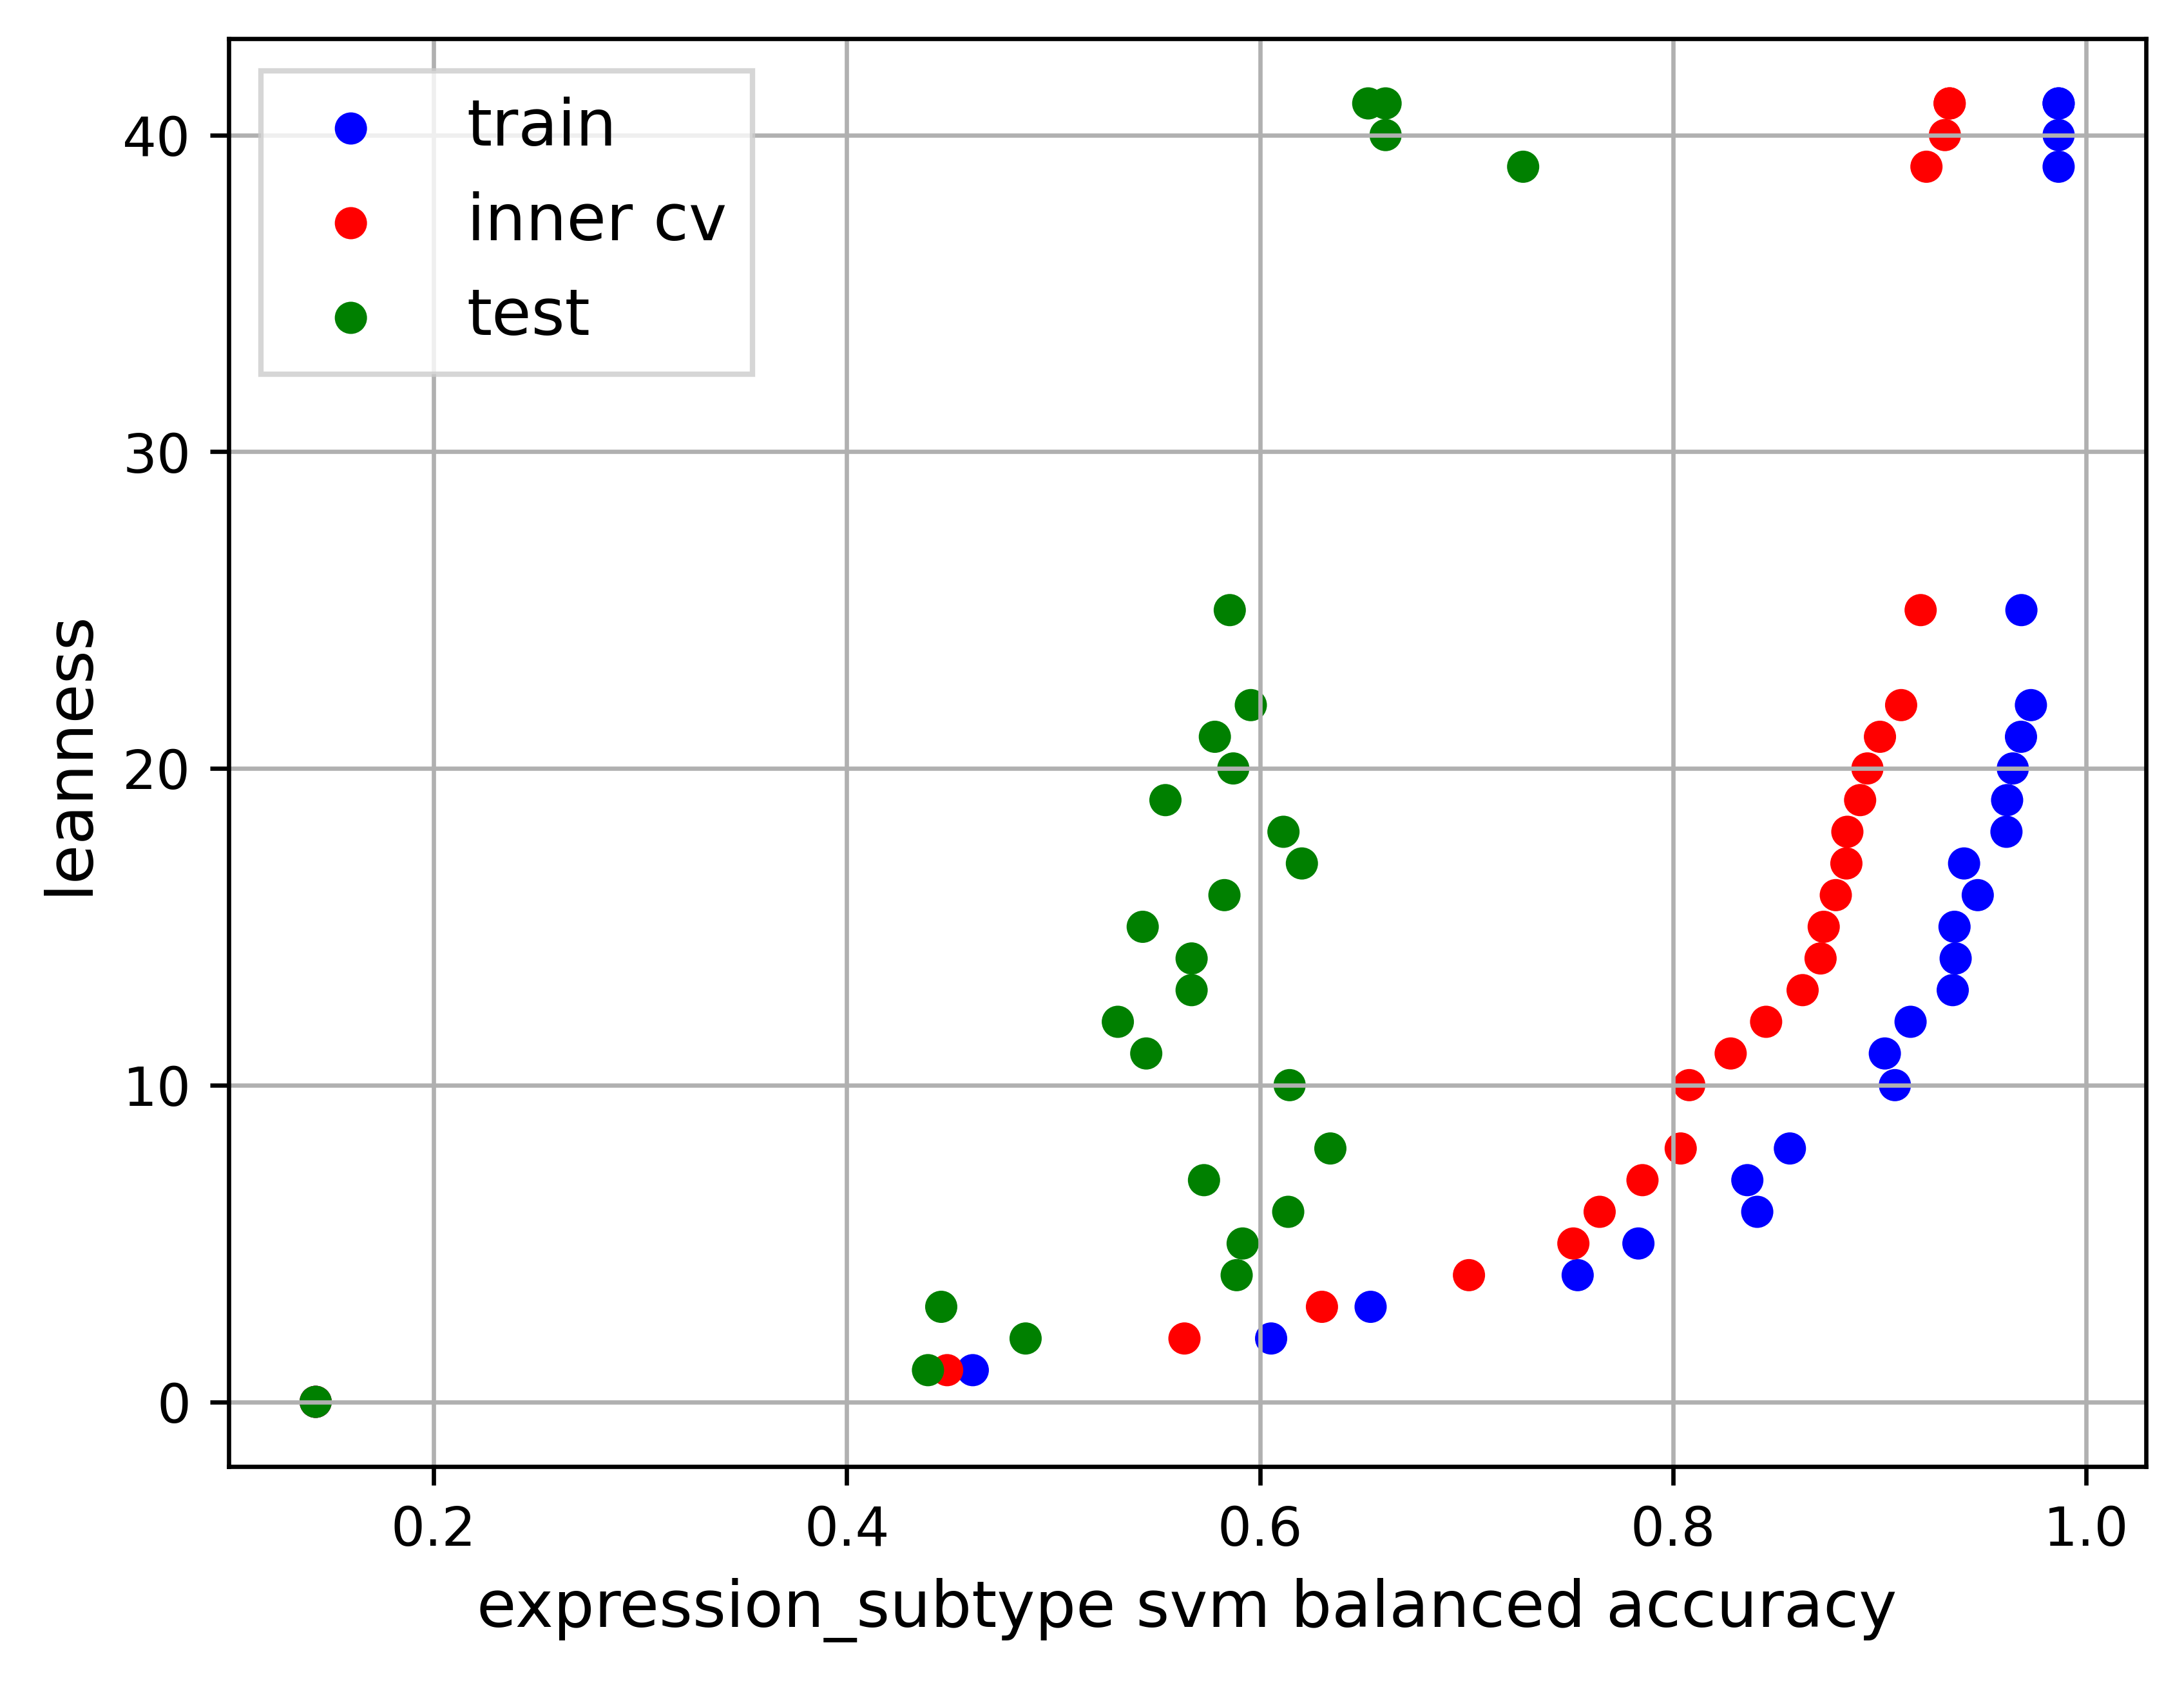 train
inner cv
test
40
30
20
10
0
leanness
0.2 0.4 0.6 0.8 1.0
expression_subtype svm balanced accuracy